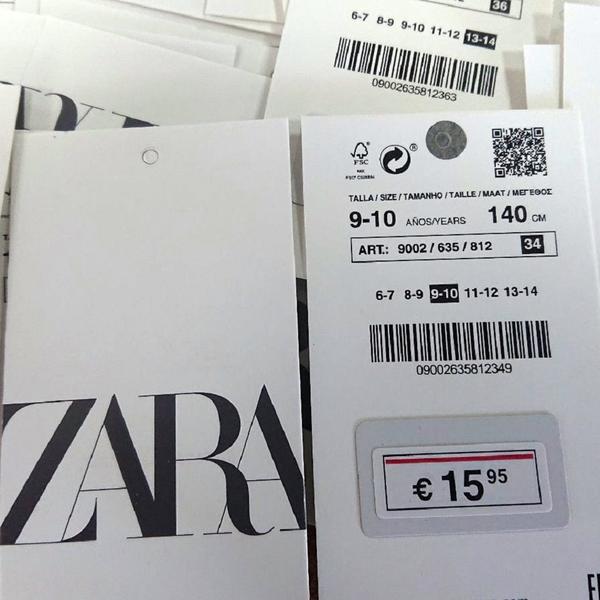 36
6-7 8-9 9-10 11-12 13-14
09002635812363
ZARA
FSC
TALLA / SIZE / TAMANHO / TAILLE / MAAT / ΜΕΓΕΘΟΣ
9-10 AÑOS/YEARS 140 CM
ART.: 9002 / 635 / 812 34
6-7 8-9 9-10 11-12 13-14
09002635812349
€ 15 95